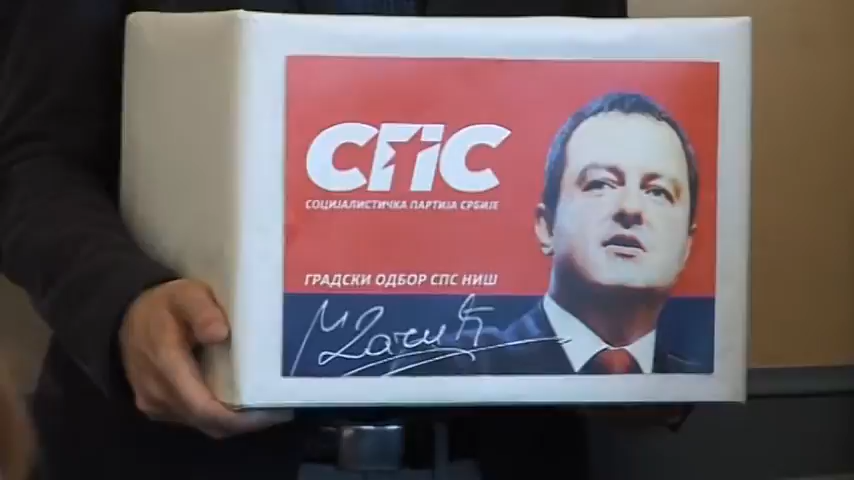 СПС
СОЦИЈАЛИСТИЧКА ПАРТИЈА СРБИЈЕ
ГРАДСКИ ОДБОР СПС НИШ